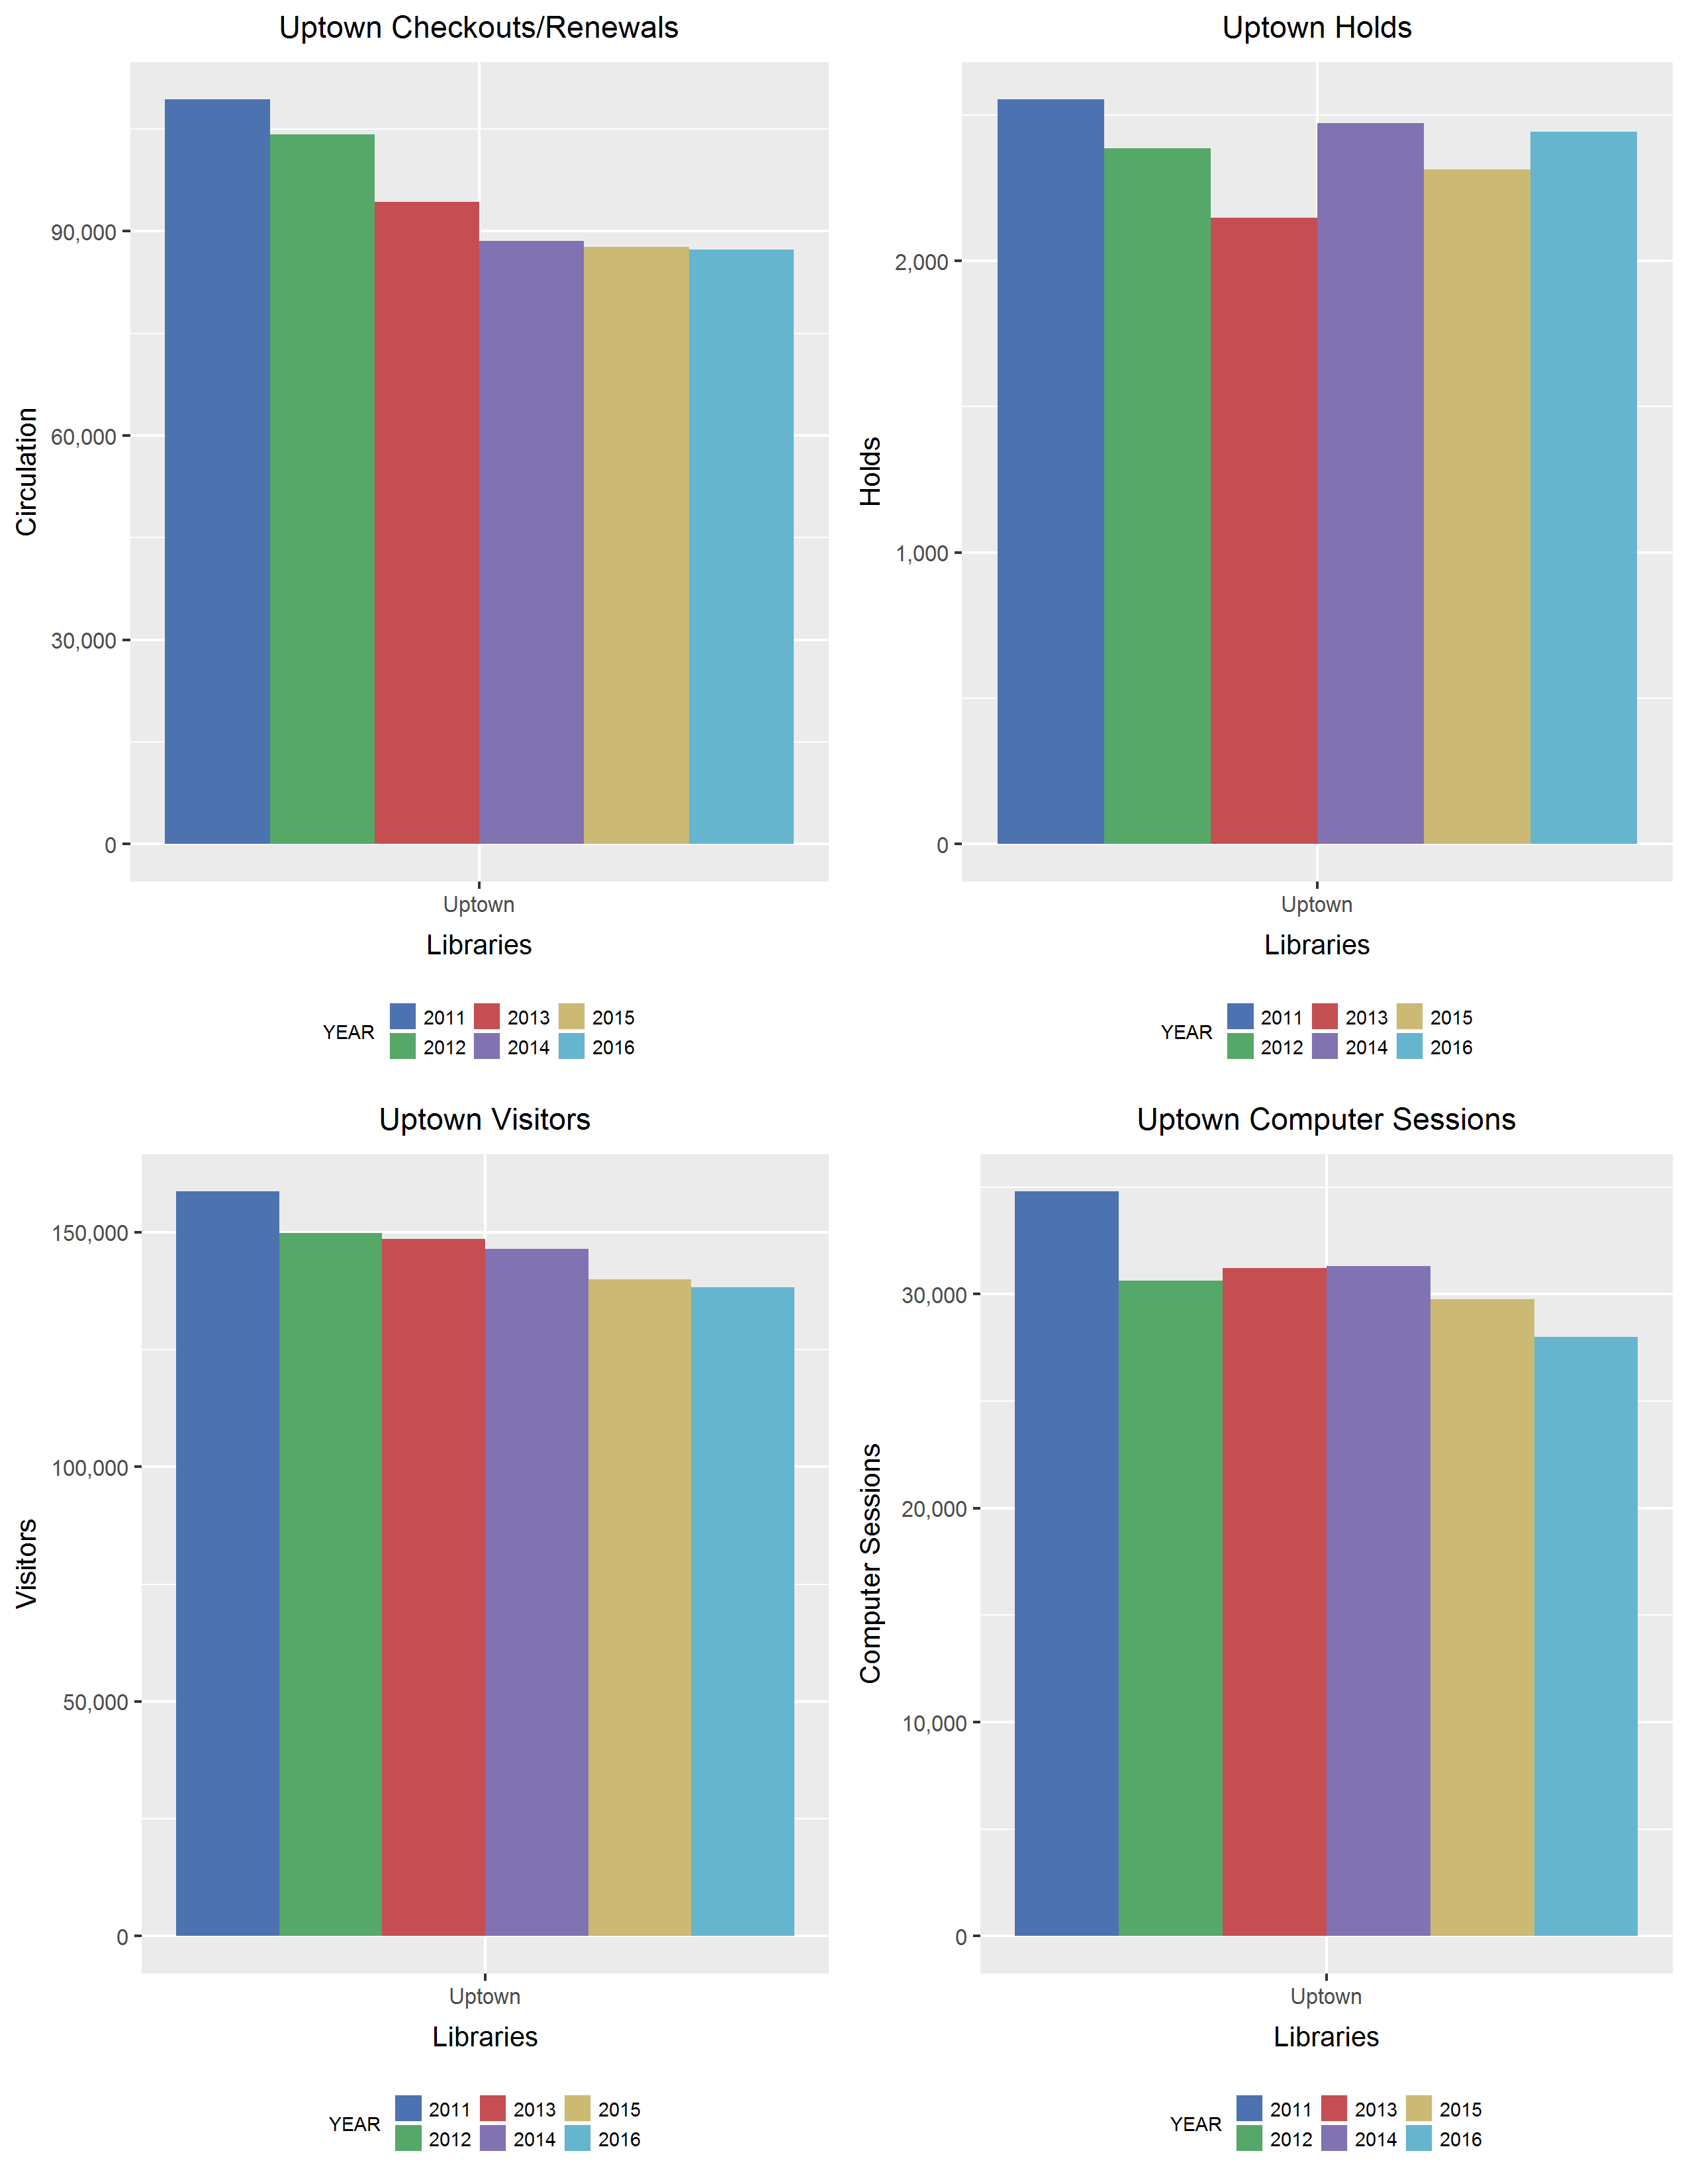 Uptown Checkouts/Renewals
Circulation
90,000
60,000
30,000
0
Uptown
Libraries
YEAR
2011 2013 2015
2012 2014 2016
Uptown Holds
Holds
2,000
1,000
0
Uptown
Libraries
YEAR
2011 2013 2015
2012 2014 2016
Uptown Visitors
Visitors
150,000
100,000
50,000
0
Uptown
Libraries
YEAR
2011 2013 2015
2012 2014 2016
Uptown Computer Sessions
Computer Sessions
30,000
20,000
10,000
0
Uptown
Libraries
YEAR
2011 2013 2015
2012 2014 2016